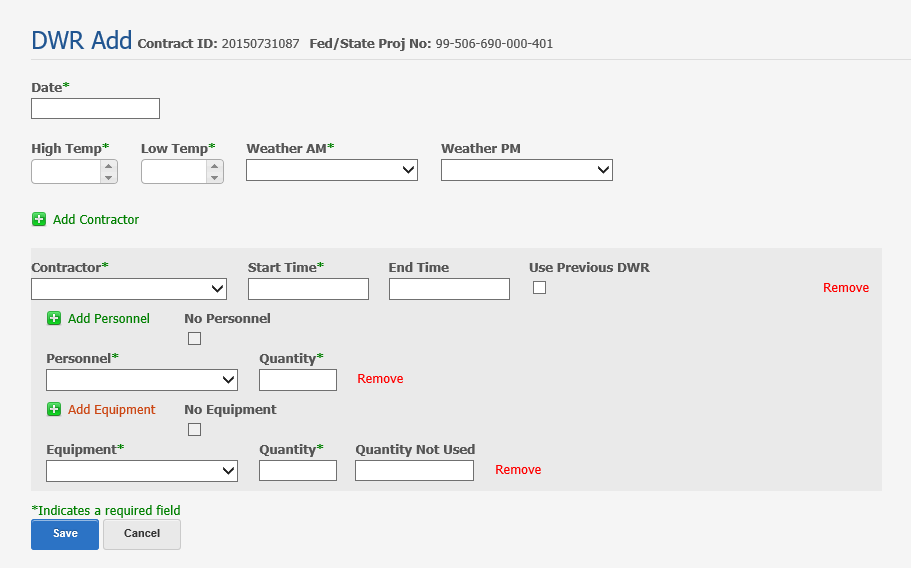 DWR Add Contract ID: 20150731087 Fed/State Proj No: 99-506-690-000-401
Date*
High Temp* Low Temp* Weather AM* Weather PM
Add Contractor
Contractor* Start Time* End Time Use Previous DWR
Remove
Add Personnel No Personnel
Personnel* Quantity*
Remove
Add Equipment No Equipment
Equipment* Quantity* Quantity Not Used
Remove
*Indicates a required field
Save Cancel